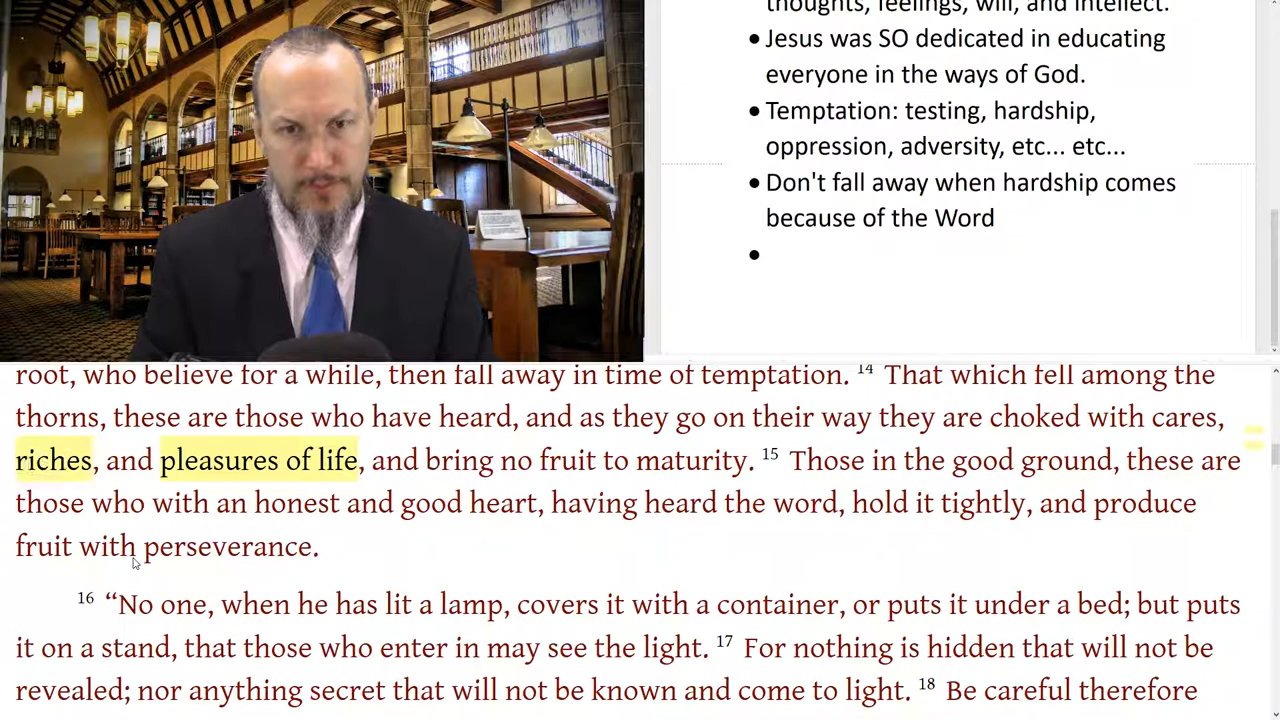 thoughts, feelings, will, and intellect.
• Jesus was SO dedicated in educating
everyone in the ways of God.
• Temptation: testing, hardship,
oppression, adversity, etc... etc...
• Don't fall away when hardship comes
because of the Word
•
root, who believe for a while, then fall away in time of temptation. 14 That which fell among the
thorns, these are those who have heard, and as they go on their way they are choked with cares,
riches, and pleasures of life, and bring no fruit to maturity. 15 Those in the good ground, these are
those who with an honest and good heart, having heard the word, hold it tightly, and produce
fruit with perseverance.
16 “No one, when he has lit a lamp, covers it with a container, or puts it under a bed; but puts
it on a stand, that those who enter in may see the light. 17 For nothing is hidden that will not be
revealed; nor anything secret that will not be known and come to light. 18 Be careful therefore